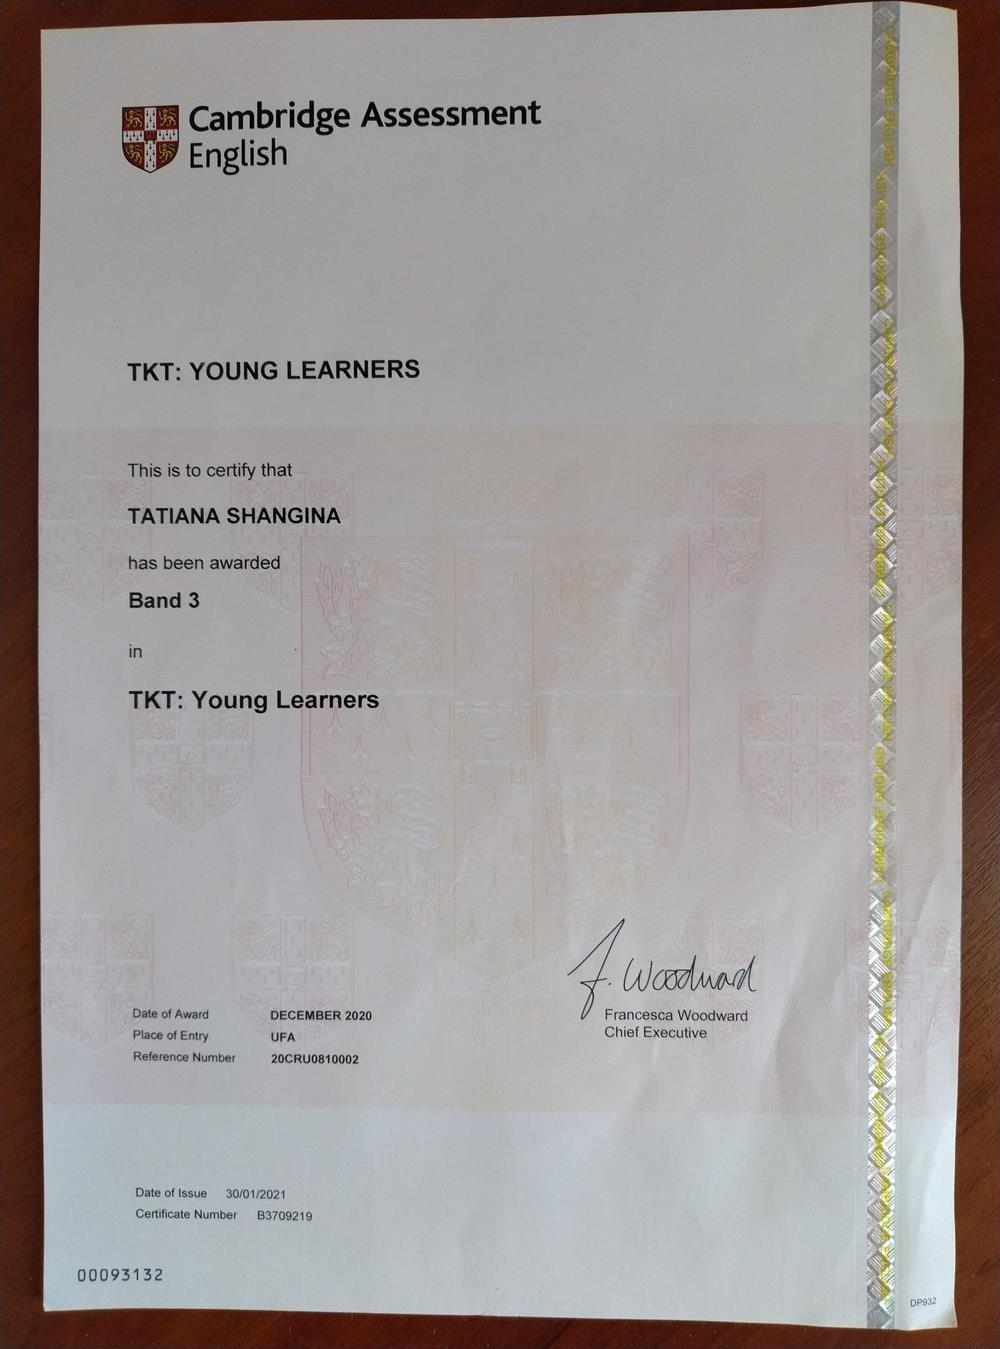 Cambridge Assessment
English
TKT: YOUNG LEARNERS
This is to certify that
TATIANA SHANGINA
has been awarded
Band 3
in
TKT: Young Learners
F. Woodward
Francesca Woodward
Chief Executive
Date of Award DECEMBER 2020
Place of Entry UFA
Reference Number 20CRU0810002
Date of Issue 30/01/2021
Certificate Number B3709219
00093132
DP932
CAMBRIDGE ENGLISH